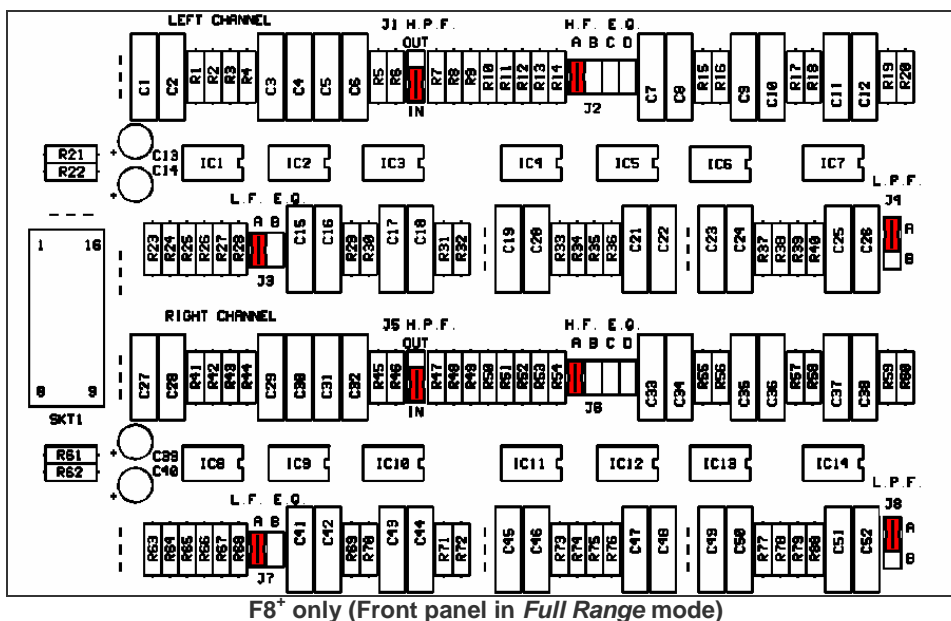 LEFT CHANNEL
J1 H.P.F.
OUT
IN
H.F. E.Q.
A B C D
J2
C1 C2 R1 R2 R3 R4 C3 C4 C5 C6 R5 R6 R7 R8 R9 R10 R11 R12 R13 R14 C7 C8 R15 R16 C9 C10 R17 R18 C11 C12 R19 R20
R21
R22
+ C13
+ C14
IC1 IC2 IC3 IC4 IC5 IC6 IC7
L.F. E.Q.
A B
J3
L.P.F.
J4
A
B
R23 R24 R25 R26 R27 R28 C15 C16 R29 R30 C17 C18 R31 R32 C19 C20 R33 R34 R35 R36 C21 C22 C23 C24 R37 R38 R39 R40 C25 C26
1 16
8 9
SKT1
RIGHT CHANNEL
J5 H.P.F.
OUT
IN
H.F. E.Q.
A B C D
J6
C27 C28 R41 R42 R43 R44 C29 C30 C31 C32 R45 R46 R47 R48 R49 R50 R51 R52 R53 R54 C33 C34 R55 R56 C35 C36 R57 R58 C37 C38 R59 R60
R61
R62
+ C39
+ C40
IC8 IC9 IC10 IC11 IC12 IC13 IC14
L.F. E.Q.
A B
J7
L.P.F.
J8
A
B
R63 R64 R65 R66 R67 R68 C41 C42 R69 R70 C43 C44 R71 R72 C45 C46 R73 R74 R75 R76 C47 C48 C49 C50 R77 R78 R79 R80 C51 C52
F8+ only (Front panel in Full Range mode)